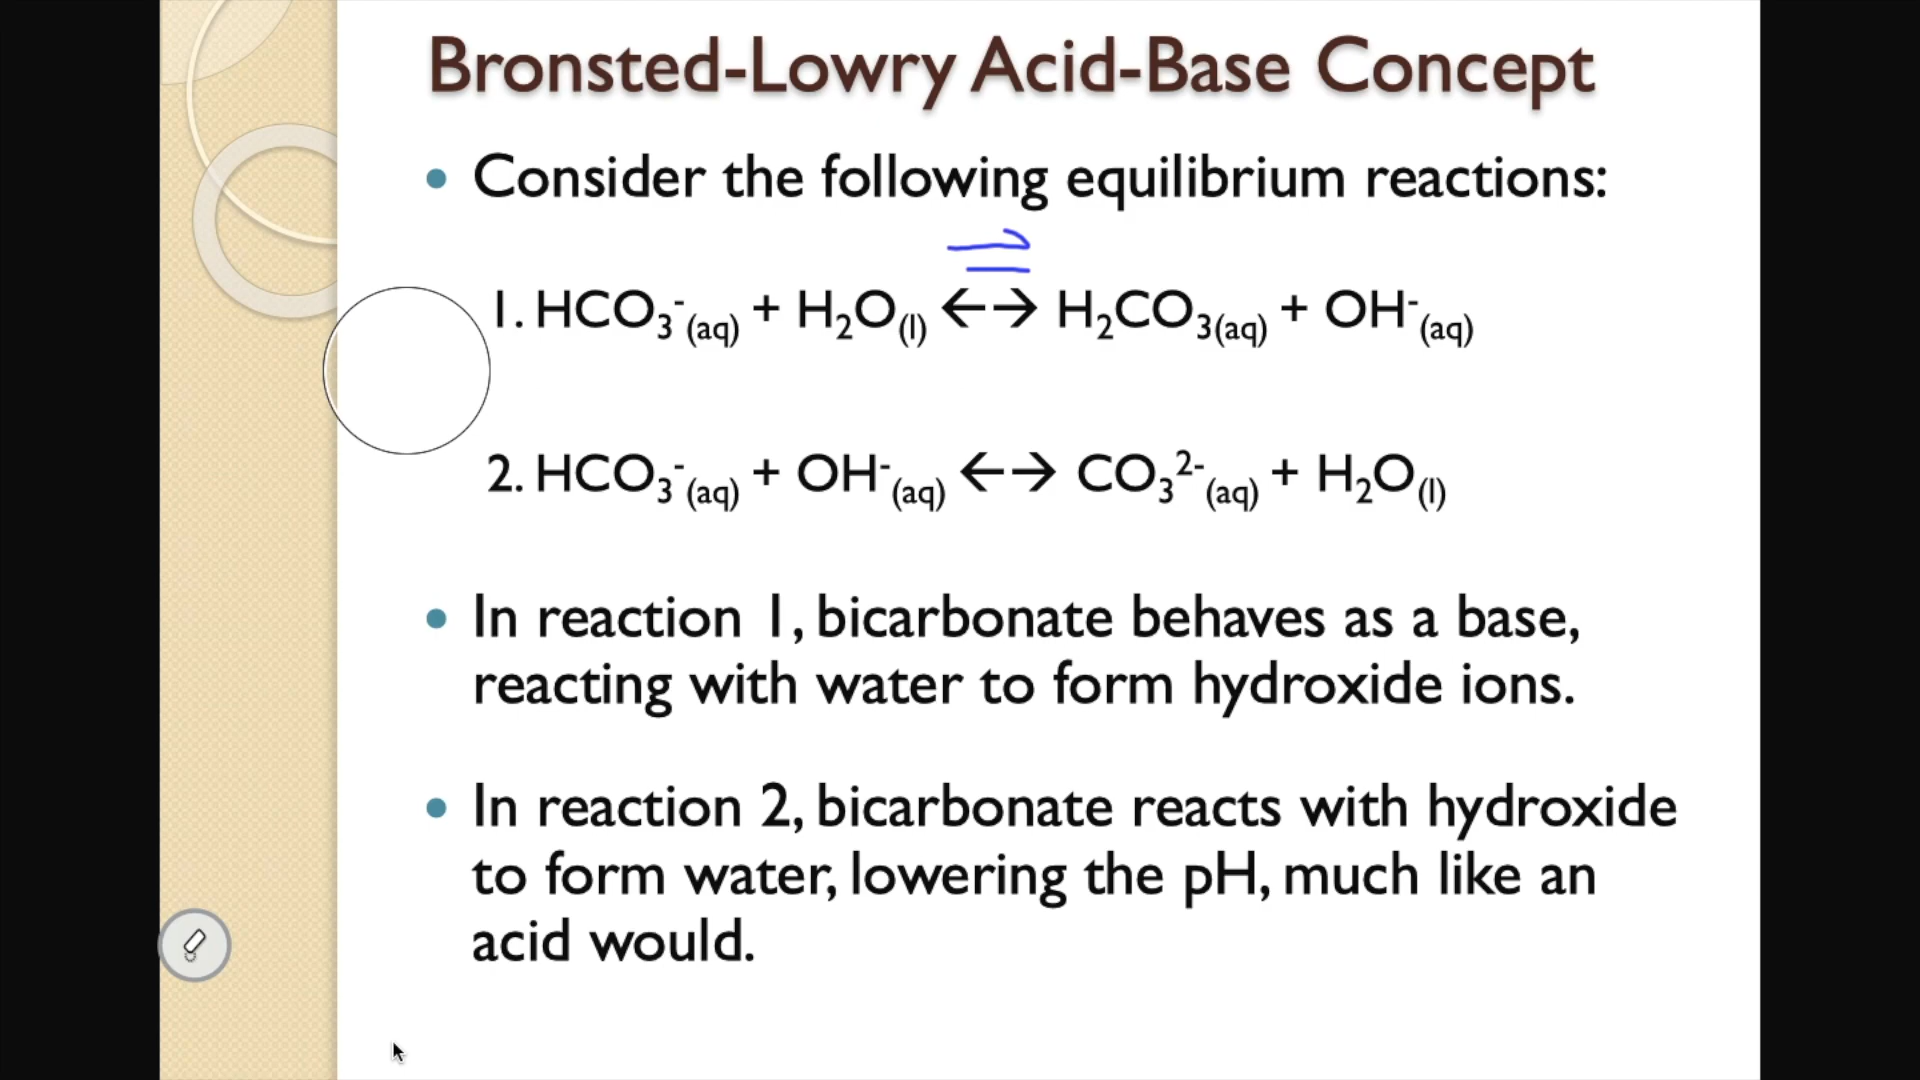 Bronsted-Lowry Acid-Base Concept
• Consider the following equilibrium reactions:
1. HCO₃⁻(aq) + H₂O(l) ←→ H₂CO₃(aq) + OH⁻(aq)
2. HCO₃⁻(aq) + OH⁻(aq) ←→ CO₃²⁻(aq) + H₂O(l)
• In reaction 1, bicarbonate behaves as a base,
reacting with water to form hydroxide ions.
• In reaction 2, bicarbonate reacts with hydroxide
to form water, lowering the pH, much like an
acid would.